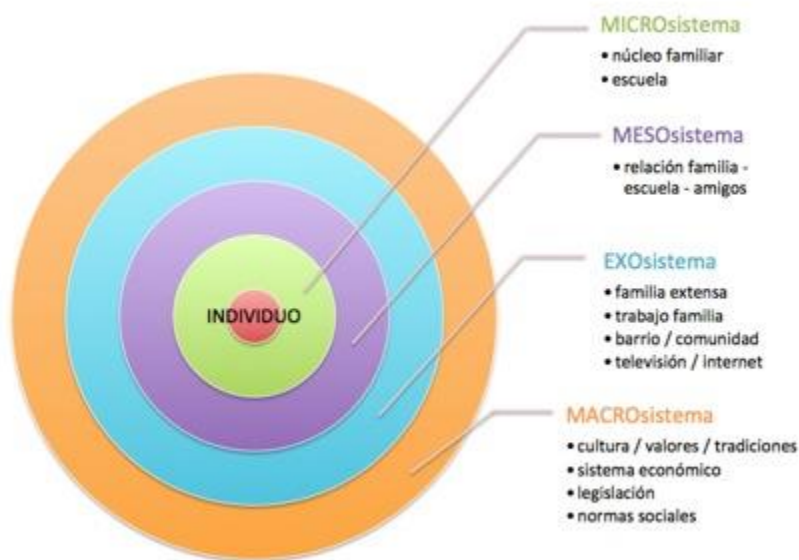 MICROsistema
• núcleo familiar
• escuela
MESOsistema
• relación familia -
escuela - amigos
INDIVIDUO
EXOsistema
• familia extensa
• trabajo familia
• barrio / comunidad
• televisión / internet
MACROsistema
• cultura / valores / tradiciones
• sistema económico
• legislación
• normas sociales